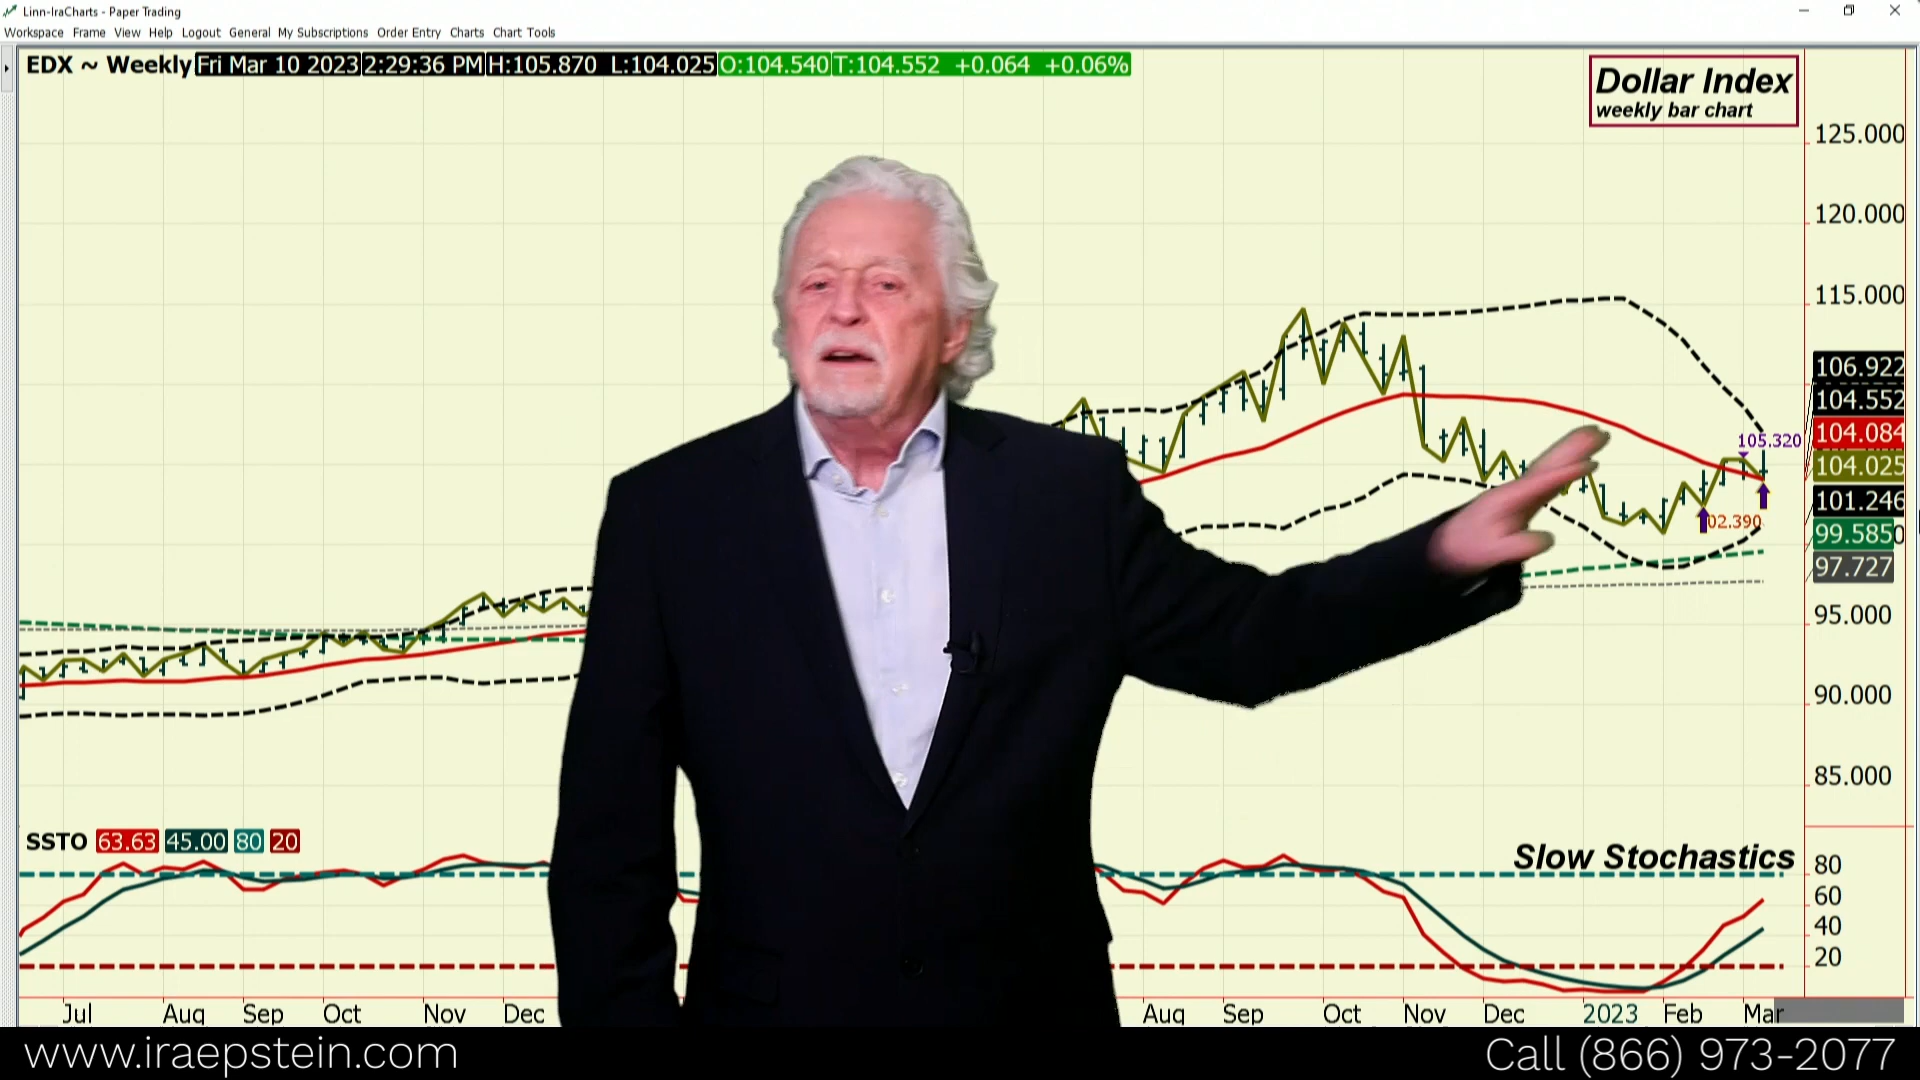 Linn-IraCharts - Paper Trading
Workspace Frame View Help Logout General My Subscriptions Order Entry Charts Chart Tools
EDX ~ Weekly Fri Mar 10 2023 2:29:36 PM H:105.870 L:104.025 O:104.540 T:104.552 +0.064 +0.06%
Dollar Index
weekly bar chart
125.000
120.000
115.000
106.922
104.552
104.084
104.025
101.246
99.585
97.727
95.000
90.000
85.000
105.320
02.390
SSTO 63.63 45.00 80 20
Slow Stochastics
80
60
40
20
Jul Aug Sep Oct Nov Dec Aug Sep Oct Nov Dec 2023 Feb Mar
www.iraepstein.com
Call (866) 973-2077